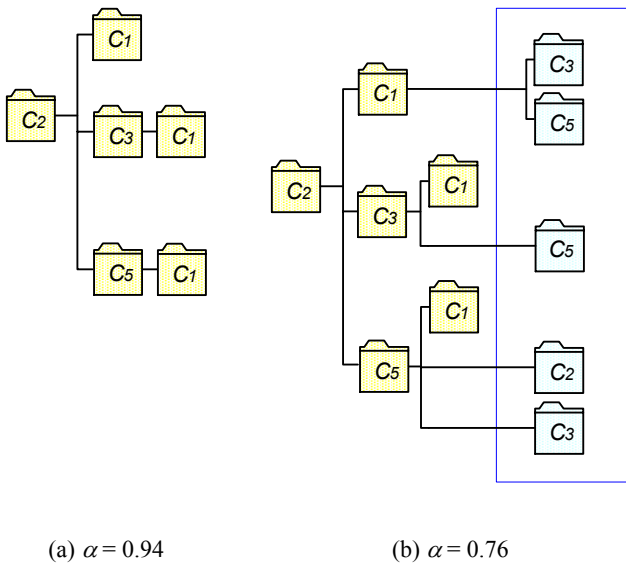 C1
C2
C3 C1
C5 C1
C3
C1
C5
C1
C2
C3
C5
C1
C5
C2
C3
(a) α = 0.94 (b) α = 0.76